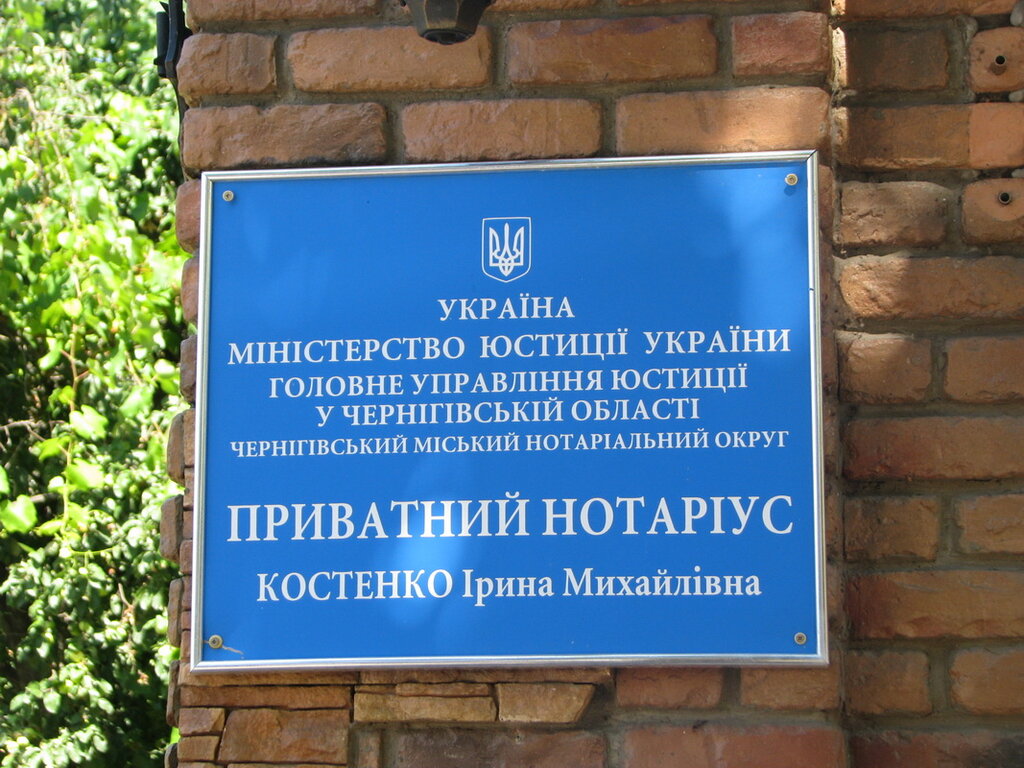 УКРАЇНА
МІНІСТЕРСТВО ЮСТИЦІЇ УКРАЇНИ
ГОЛОВНЕ УПРАВЛІННЯ ЮСТИЦІЇ
У ЧЕРНІГІВСЬКІЙ ОБЛАСТІ
ЧЕРНІГІВСЬКИЙ МІСЬКИЙ НОТАРІАЛЬНИЙ ОКРУГ
ПРИВАТНИЙ НОТАРІУС
КОСТЕНКО Ірина Михайлівна